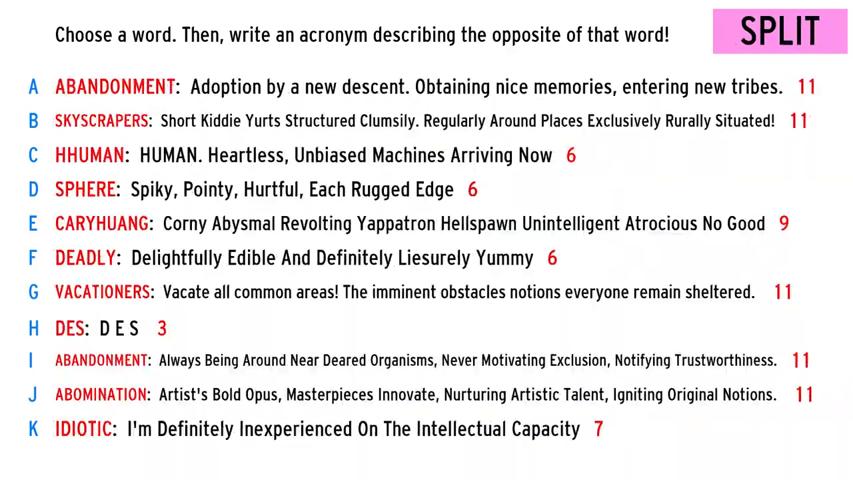 Choose a word. Then, write an acronym describing the opposite of that word!
SPLIT
A ABANDONMENT: Adoption by a new descent. Obtaining nice memories, entering new tribes. 11
B SKYSCRAPERS: Short Kiddie Yurts Structured Clumsily. Regularly Around Places Exclusively Rurally Situated! 11
C HHUMAN: HUMAN. Heartless, Unbiased Machines Arriving Now 6
D SPHERE: Spiky, Pointy, Hurtful, Each Rugged Edge 6
E CARYHUANG: Corny Abysmal Revolting Yappatron Hellspawn Unintelligent Atrocious No Good 9
F DEADLY: Delightfully Edible And Definitely Liesurely Yummy 6
G VACATIONERS: Vacate all common areas! The imminent obstacles notions everyone remain sheltered. 11
H DES: D E S 3
I ABANDONMENT: Always Being Around Near Deared Organisms, Never Motivating Exclusion, Notifying Trustworthiness. 11
J ABOMINATION: Artist's Bold Opus, Masterpieces Innovate, Nurturing Artistic Talent, Igniting Original Notions. 11
K IDIOTIC: I'm Definitely Inexperienced On The Intellectual Capacity 7